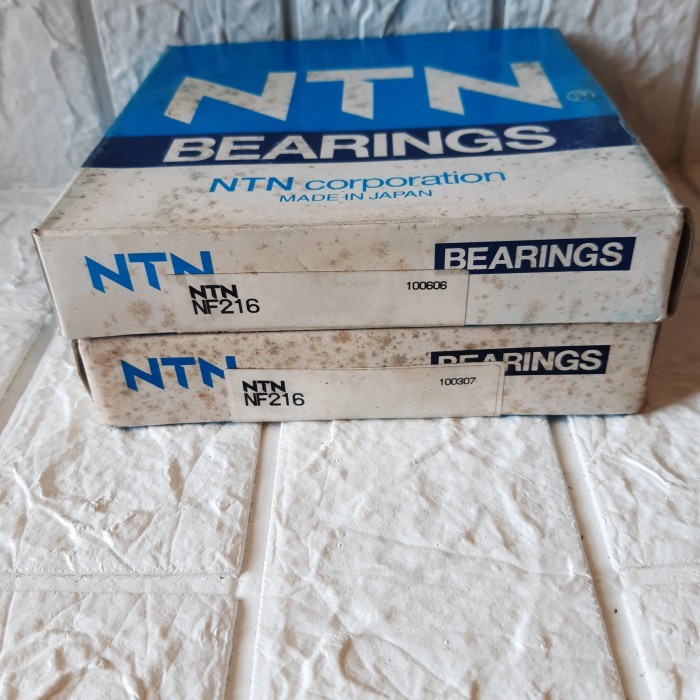 NTN
BEARINGS
NTN corporation
MADE IN JAPAN
NTN BEARINGS
NTN 100606
NF216
NTN BEARINGS
NTN 100307
NF216